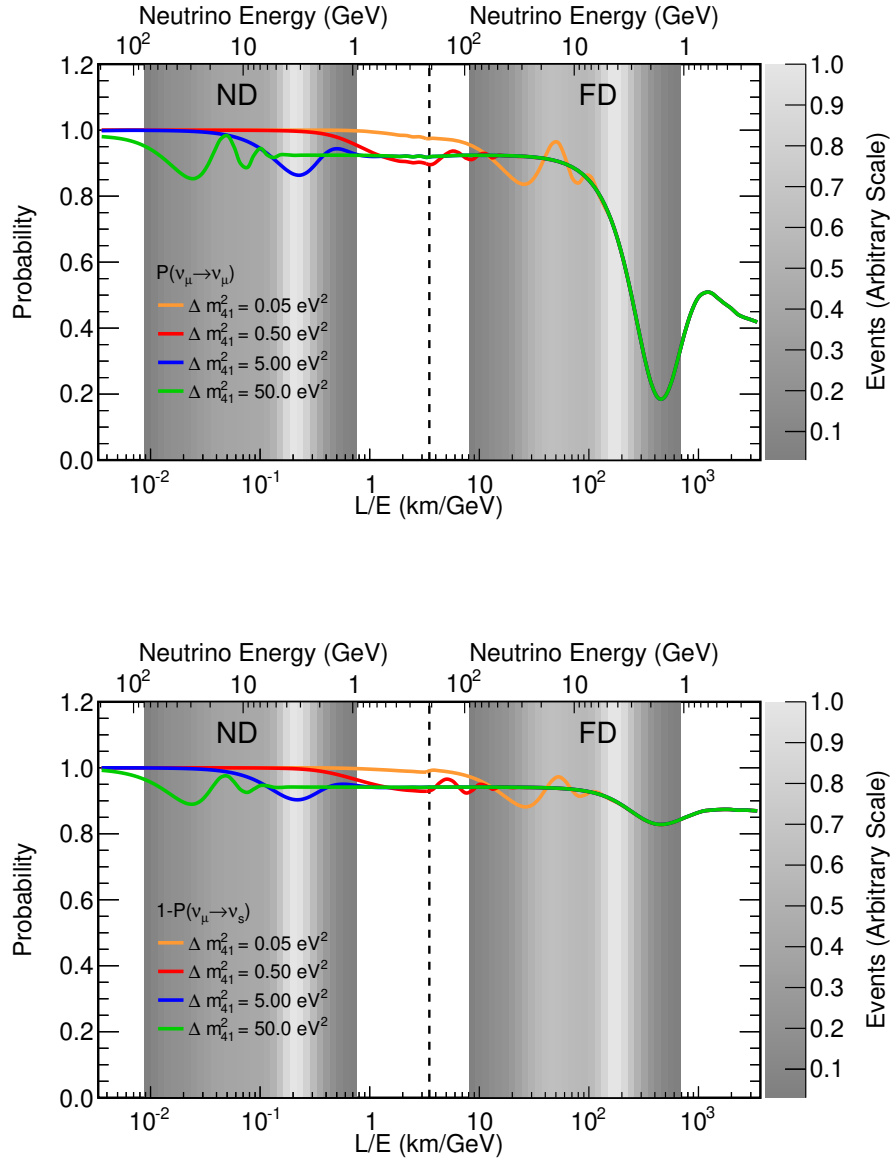 Neutrino Energy (GeV) Neutrino Energy (GeV)
10² 10 1 10² 10 1
ND FD
Probability
1.2
1.0
0.8
0.6
0.4
0.2
0.0
P(νμ→νμ)
Δ m²₄₁ = 0.05 eV²
Δ m²₄₁ = 0.50 eV²
Δ m²₄₁ = 5.00 eV²
Δ m²₄₁ = 50.0 eV²
10⁻² 10⁻¹ 1 10 10² 10³
L/E (km/GeV)
1.0
0.9
0.8
0.7
0.6
0.5
0.4
0.3
0.2
0.1
Events (Arbitrary Scale)
Neutrino Energy (GeV) Neutrino Energy (GeV)
10² 10 1 10² 10 1
ND FD
Probability
1.2
1.0
0.8
0.6
0.4
0.2
0.0
1-P(νμ→νs)
Δ m²₄₁ = 0.05 eV²
Δ m²₄₁ = 0.50 eV²
Δ m²₄₁ = 5.00 eV²
Δ m²₄₁ = 50.0 eV²
10⁻² 10⁻¹ 1 10 10² 10³
L/E (km/GeV)
1.0
0.9
0.8
0.7
0.6
0.5
0.4
0.3
0.2
0.1
Events (Arbitrary Scale)